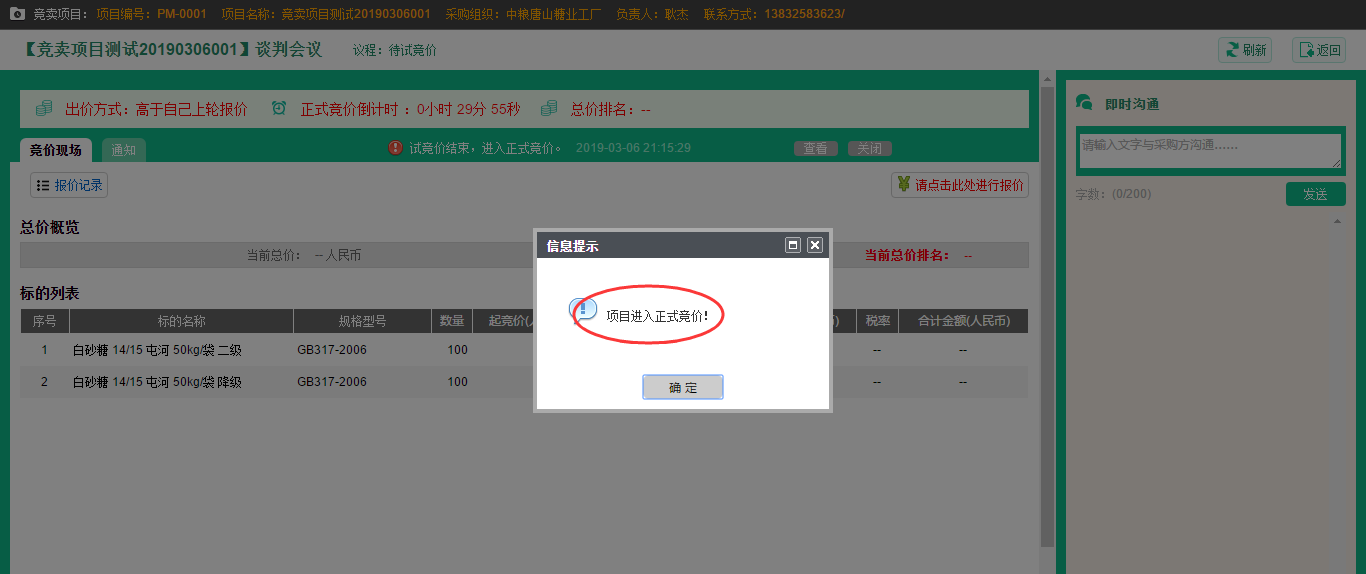 竞卖项目： 项目编号：PM-0001 项目名称：竞卖项目测试20190306001 采购组织：中粮唐山糖业工厂 负责人：耿杰 联系方式：13832583623/
【竞卖项目测试20190306001】谈判会议 议程：待试竞价 刷新 返回
出价方式：高于自己上轮报价 正式竞价倒计时 ：0小时 29分 55秒 总价排名：--
即时沟通
请输入文字与采购方沟通......
字数：(0/200) 发送
竞价现场 通知 试竞价结束，进入正式竞价。 2019-03-06 21:15:29 查看 关闭
报价记录 请点击此处进行报价
总价概览
当前总价： -- 人民币 当前总价排名： --
标的列表
序号 标的名称 规格型号 数量 起竞价(人 币) 税率 合计金额(人民币)
1 白砂糖 14/15 屯河 50kg/袋 二级 GB317-2006 100 -- --
2 白砂糖 14/15 屯河 50kg/袋 降级 GB317-2006 100 -- --
信息提示
项目进入正式竞价!
确 定